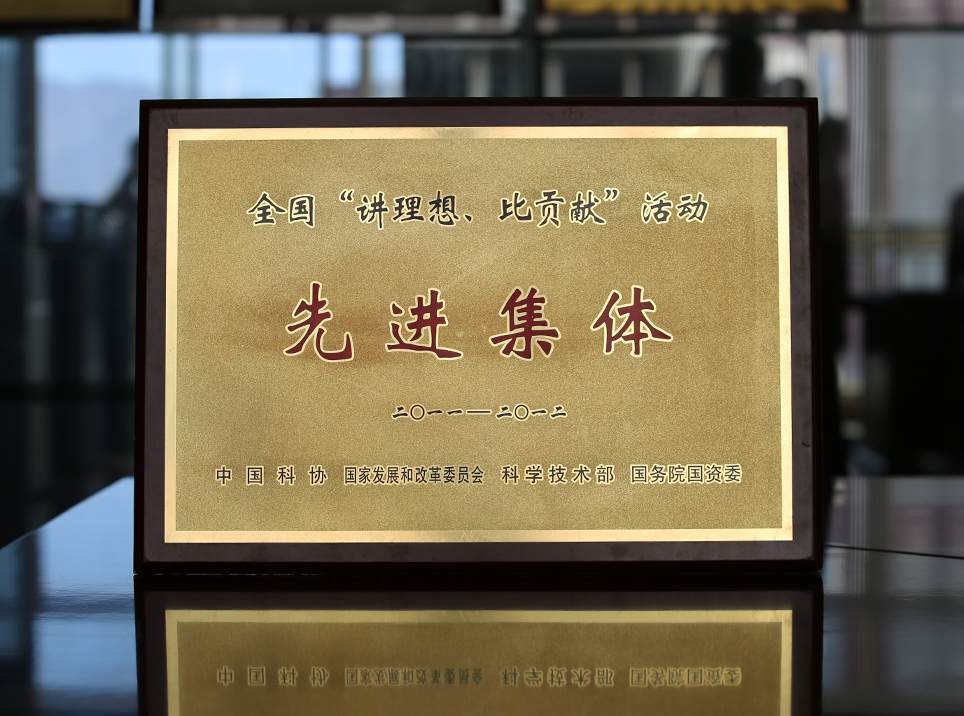 全国“讲理想、比贡献”活动
先进集体
二〇一一——二〇一二
中国科协 国家发展和改革委员会 科学技术部 国务院国资委